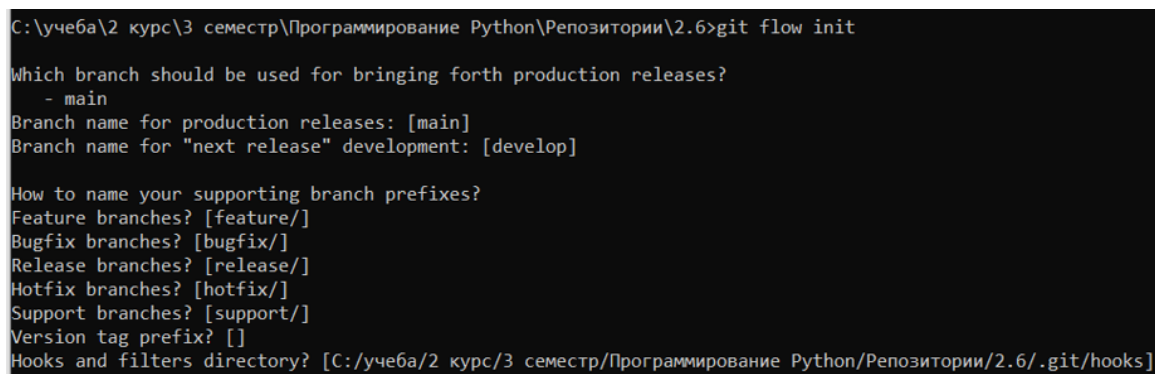 C:\учеба\2 курс\3 семестр\Программирование Python\Репозитории\2.6>git flow init
Which branch should be used for bringing forth production releases?
- main
Branch name for production releases: [main]
Branch name for "next release" development: [develop]
How to name your supporting branch prefixes?
Feature branches? [feature/]
Bugfix branches? [bugfix/]
Release branches? [release/]
Hotfix branches? [hotfix/]
Support branches? [support/]
Version tag prefix? []
Hooks and filters directory? [C:/учеба/2 курс/3 семестр/Программирование Python/Репозитории/2.6/.git/hooks]